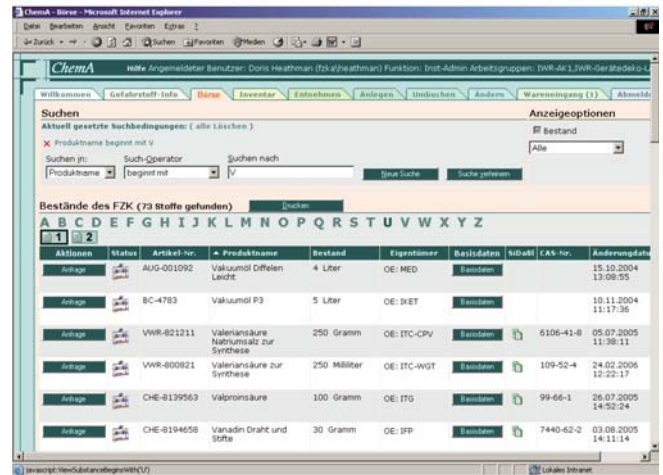 ChemA - Börse - Microsoft Internet Explorer
Datei Bearbeiten Ansicht Favoriten Extras ?
Zurück Suchen Favoriten Medien
ChemA Hilfe Angemeldeter Benutzer: Doris Heathman (fzka\heathman) Funktion: Inst-Admin Arbeitsgruppen: IWR-AK1,IWR-Gerätedeko-L
Willkommen Gefahrstoff-Info Börse Inventar Entnehmen Anlegen Umbuchen Ändern Wareneingang (1) Abmeld
Suchen Anzeigeoptionen
Aktuell gesetzte Suchbedingungen: ( alle Löschen ) Bestand
Produktname beginnt mit V Alle
Suchen in: Such-Operator Suchen nach
Produktname beginnt mit V Neue Suche Suche verfeinern
Bestände des FZK (73 Stoffe gefunden) Drucken
A B C D E F G H I J K L M N O P Q R S T U V W X Y Z
1 2
Aktionen Status Artikel-Nr. Produktname Bestand Eigentümer Basisdaten SiDaBl CAS-Nr. Änderungsdatu
Anfrage AUG-001092 Vakuumöl Diffelen Leicht 4 Liter OE: MED Basisdaten 15.10.2004 13:08:55
Anfrage BC-4783 Vakuumöl P3 5 Liter OE: IKET 10.11.2004 11:17:36
Anfrage VWR-821211 Valeriansäure Natriumsalz zur Synthese 250 Gramm OE: ITC-CPV Basisdaten 6106-41-8 05.07.2005 11:38:11
Anfrage VWR-800821 Valeriansäure zur Synthese 250 Milliliter OE: ITC-WGT Basisdaten 109-52-4 24.02.2006 12:22:17
Anfrage CHE-8139563 Valproinsäure 100 Gramm OE: ITG Basisdaten 99-66-1 26.07.2005 14:52:24
Anfrage CHE-8194658 Vanadin Draht und Stifte 30 Gramm OE: IFP Basisdaten 7440-62-2 03.08.2005 14:11:14
javascript:ViewSubstanceBeginsWith('U') Lokales Intranet